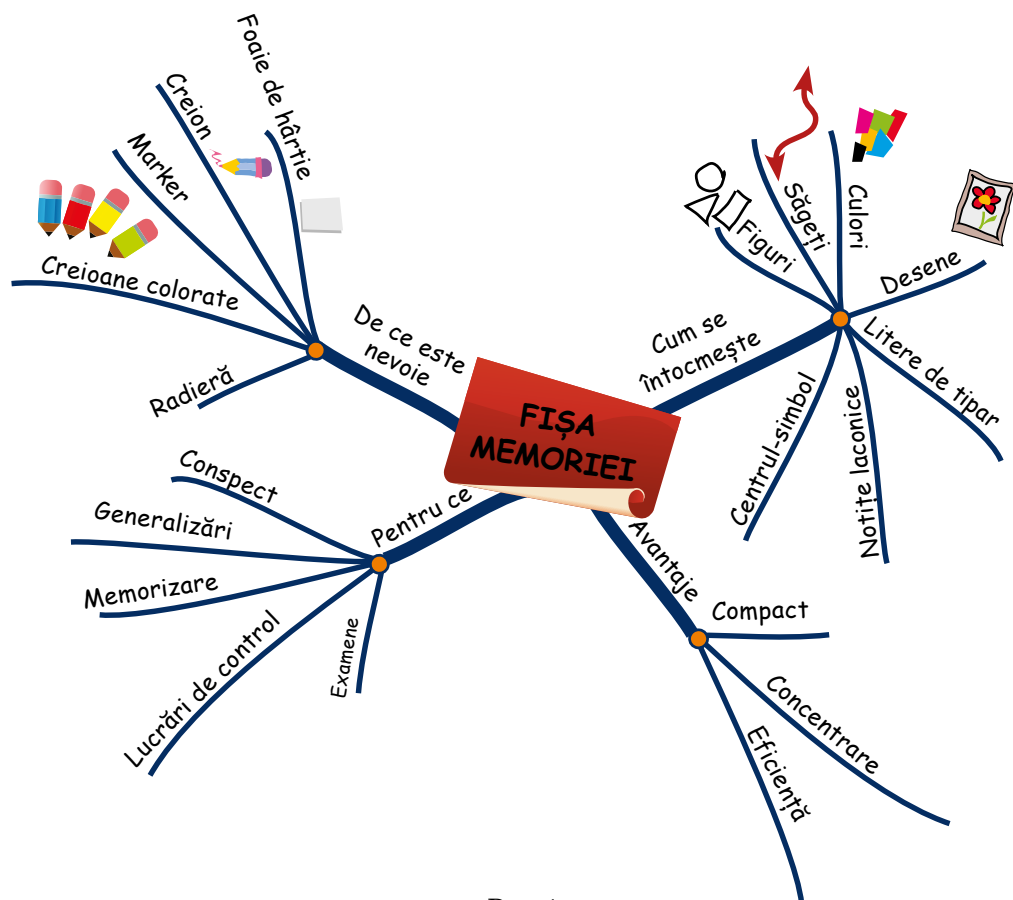 FIȘA
MEMORIEI
De ce este
nevoie
Foaie de hârtie
Creion
Marker
Creioane colorate
Radieră
Cum se
întocmește
Figuri
Săgeți
Culori
Desene
Litere de tipar
Notițe laconice
Centrul-simbol
Pentru ce
Conspect
Generalizări
Memorizare
Lucrări de control
Examene
Avantaje
Compact
Concentrare
Eficiență